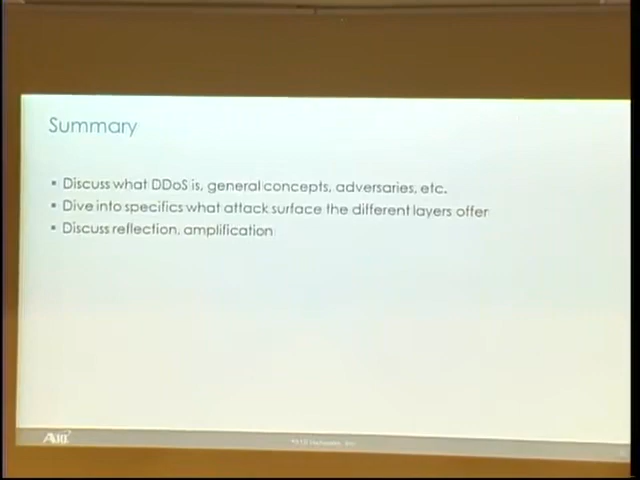 Summary
▪ Discuss what DDoS is, general concepts, adversaries, etc.
▪ Dive into specifics what attack surface the different layers offer
▪ Discuss reflection, amplification
A10